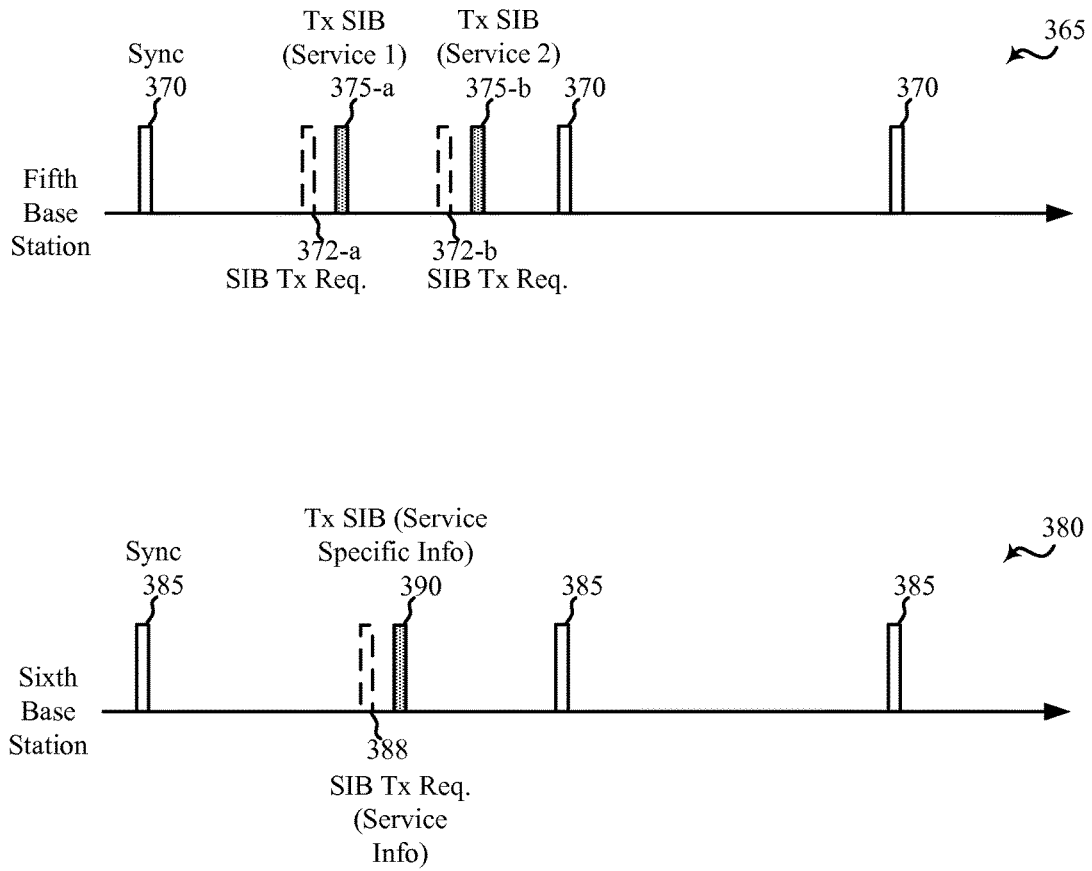 Tx SIB
(Service 1)
Tx SIB
(Service 2)
365
Sync
370
375-a
375-b
370
370
Fifth
Base
Station
372-a
SIB Tx Req.
372-b
SIB Tx Req.
Tx SIB (Service
Specific Info)
380
Sync
385
390
385
385
Sixth
Base
Station
388
SIB Tx Req.
(Service
Info)